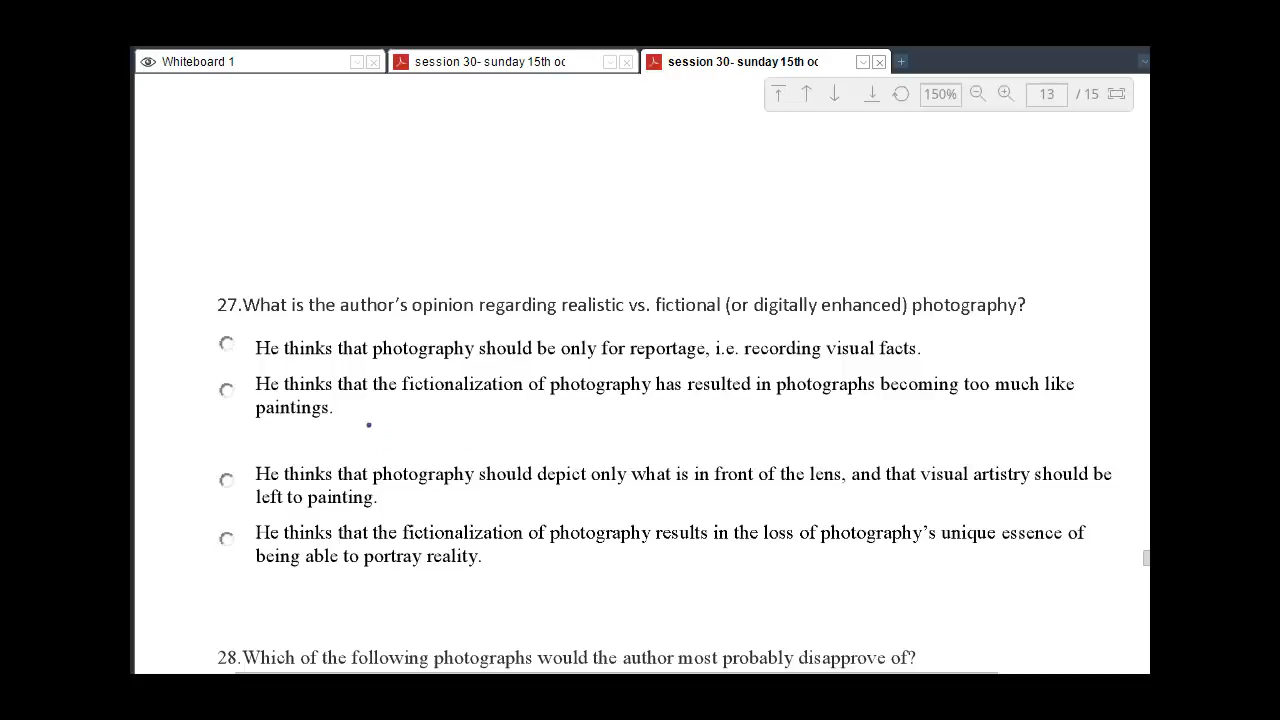 Whiteboard 1
session 30- sunday 15th oc
session 30- sunday 15th oc
150%
13
/ 15
27.What is the author’s opinion regarding realistic vs. fictional (or digitally enhanced) photography?
He thinks that photography should be only for reportage, i.e. recording visual facts.
He thinks that the fictionalization of photography has resulted in photographs becoming too much like
paintings.
He thinks that photography should depict only what is in front of the lens, and that visual artistry should be
left to painting.
He thinks that the fictionalization of photography results in the loss of photography’s unique essence of
being able to portray reality.
28.Which of the following photographs would the author most probably disapprove of?